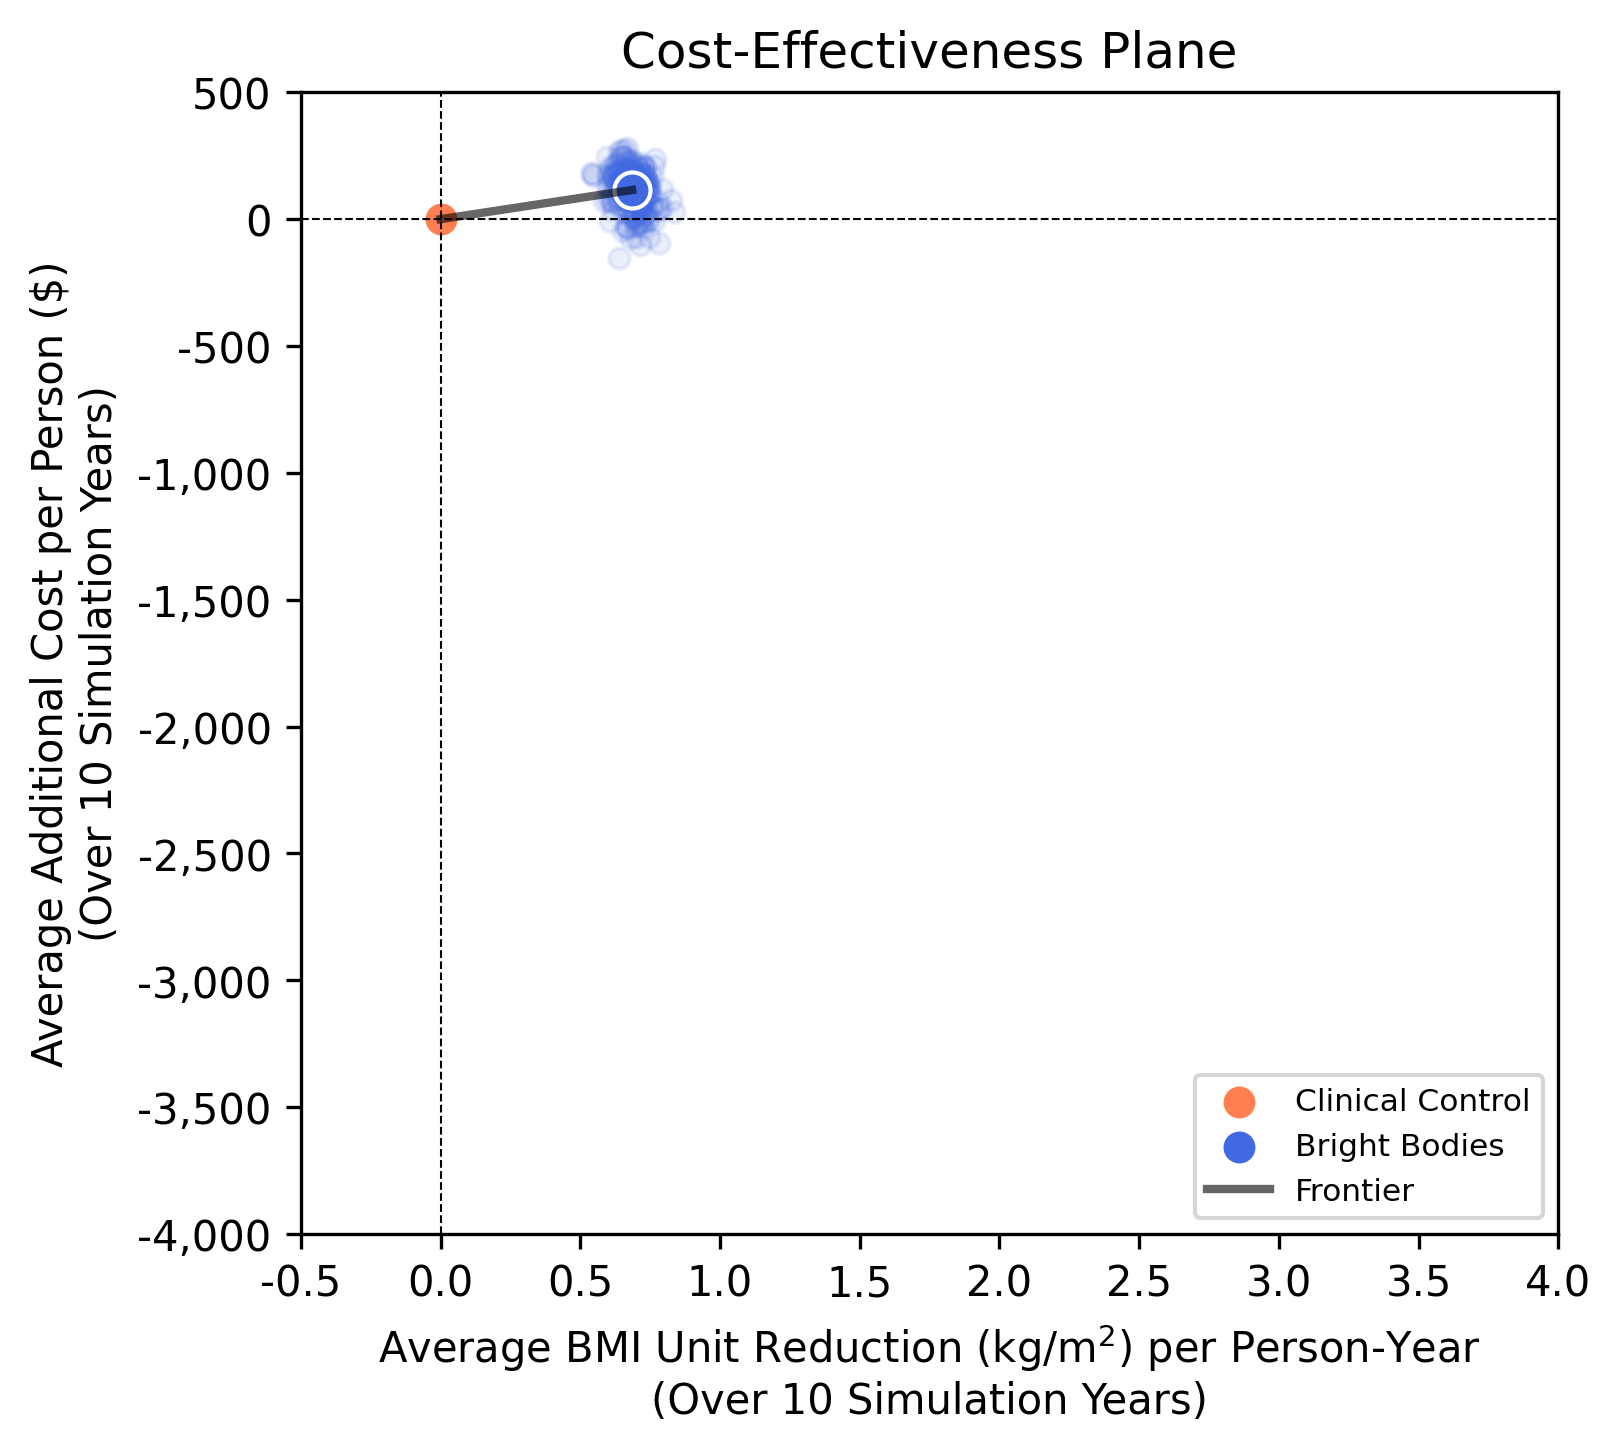 Cost-Effectiveness Plane
500
0
-500
-1,000
-1,500
-2,000
-2,500
-3,000
-3,500
-4,000
Average Additional Cost per Person ($)
(Over 10 Simulation Years)
Clinical Control
Bright Bodies
Frontier
-0.5 0.0 0.5 1.0 1.5 2.0 2.5 3.0 3.5 4.0
Average BMI Unit Reduction (kg/m²) per Person-Year
(Over 10 Simulation Years)